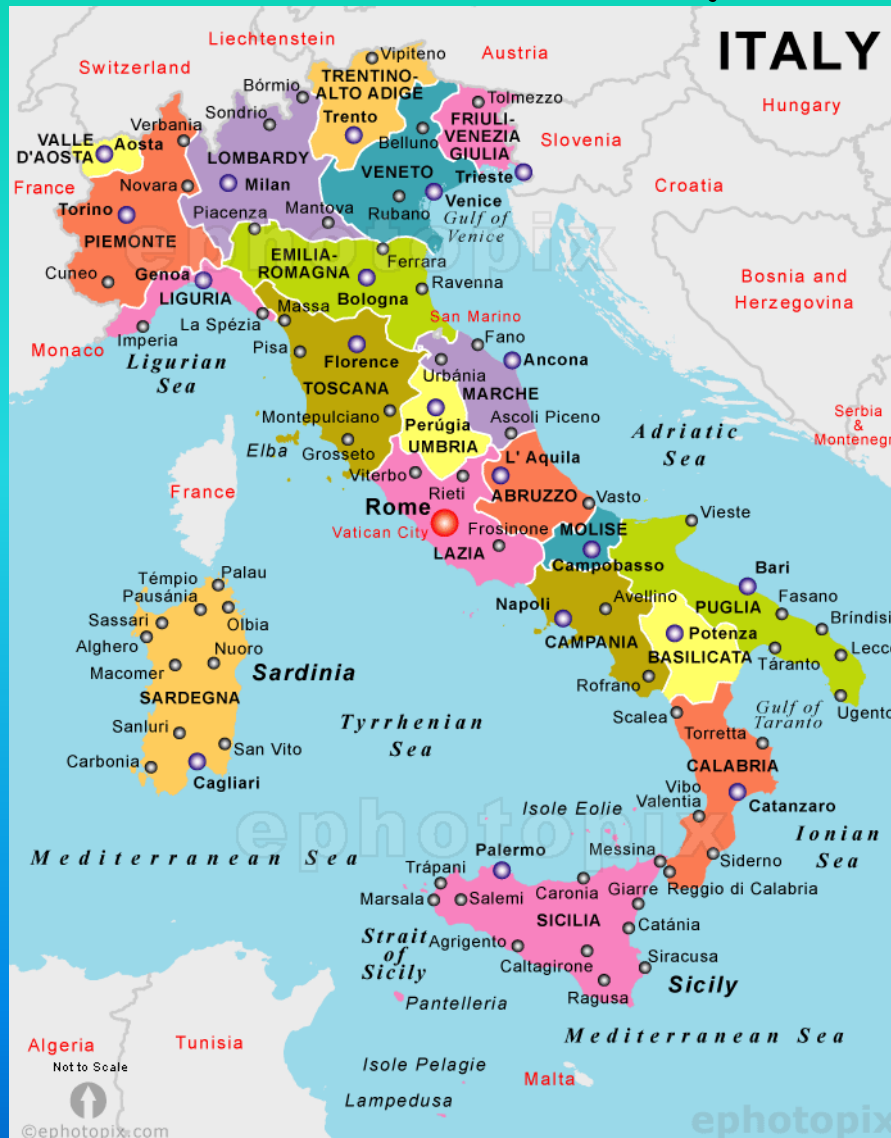 ITALY
Liechtenstein
Switzerland
Austria
Hungary
Slovenia
Croatia
France
Bosnia and
Herzegovina
Serbia
&
Montenegr
Monaco
San Marino
France
Vatican City
Algeria
Tunisia
Malta
Vipiteno
TRENTINO-
ALTO ADIGE
Trento
Bórmio
Sondrio
Verbania
LOMBARDY
Milan
Mantova
VALLE
D'AOSTA
Aosta
Novara
Torino
PIEMONTE
Cuneo
Tolmezzo
FRIULI-
VENEZIA
GIULIA
Trieste
Belluno
VENETO
Venice
Rubano
Gulf of
Venice
Piacenza
EMILIA-
ROMAGNA
Bologna
Ferrara
Ravenna
Genoa
LIGURIA
La Spézia
Imperia
Ligurian
Sea
Massa
Pisa
Florence
TOSCANA
Montepulciano
Grosseto
Elba
Fano
Ancona
Urbánia
MARCHE
Ascoli Piceno
Perúgia
UMBRIA
Adriatic
Sea
Viterbo
Rieti
Rome
Frosinone
LAZIA
L' Aquila
ABRUZZO
Vasto
MOLISE
Campobasso
Vieste
Bari
Fasano
PUGLIA
Bríndisi
Lecce
Táranto
Ugento
Gulf of
Taranto
Napoli
Avellino
CAMPANIA
Rofrano
Potenza
BASILICATA
Scalea
Torretta
CALABRIA
Vibo
Valentia
Catanzaro
Siderno
Reggio di Calabria
Ionian
Sea
Palau
Témpio
Pausánia
Olbia
Sassari
Alghero
Nuoro
Macomer
Sardinia
SARDEGNA
Sanluri
San Vito
Carbonia
Cagliari
Tyrrhenian
Sea
Isole Eolie
Mediterranean Sea
Palermo
Messina
Trápani
Marsala
Salemi
Caronia
Giarre
SICILIA
Catánia
Strait
of
Sicily
Agrigento
Caltagirone
Siracusa
Ragusa
Sicily
Pantelleria
Mediterranean Sea
Isole Pelagie
Lampedusa
Not to Scale
©ephotopix.com
ephotopix
ephotopix
ephotopix